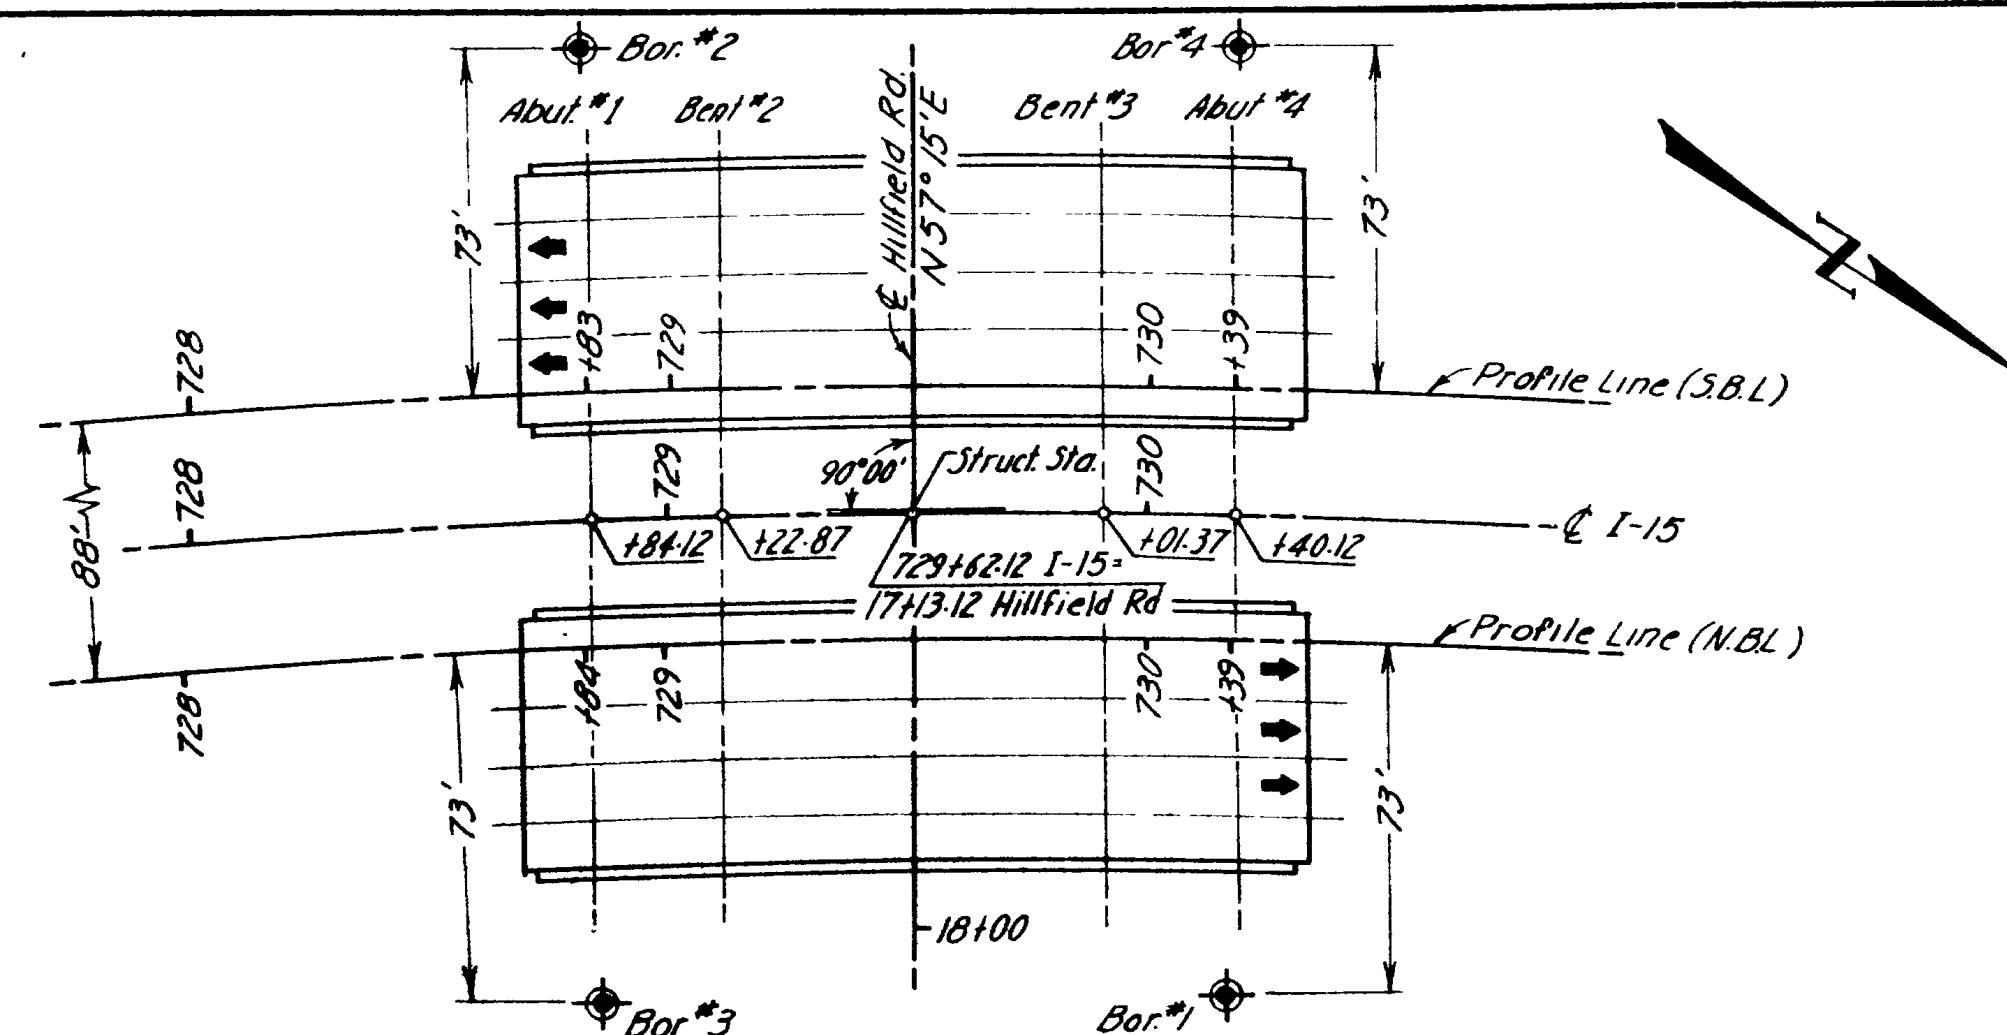 Bor. #2
Bor #4
Abut. #1
Bent #2
Bent #3
Abut #4
℄ Hillfield Rd.
N 57° 15' E
73'
73'
N
728
+83
729
730
+39
Profile Line (S.B.L)
88'
728
729
90°00'
Struct. Sta.
730
℄ I-15
+84.12
+22.87
+01.37
+40.12
729+62.12 I-15=
17+13.12 Hillfield Rd
Profile Line (N.B.L)
728
+84
729
730
+39
73'
73'
18+00
Bor #3
Bor. #1